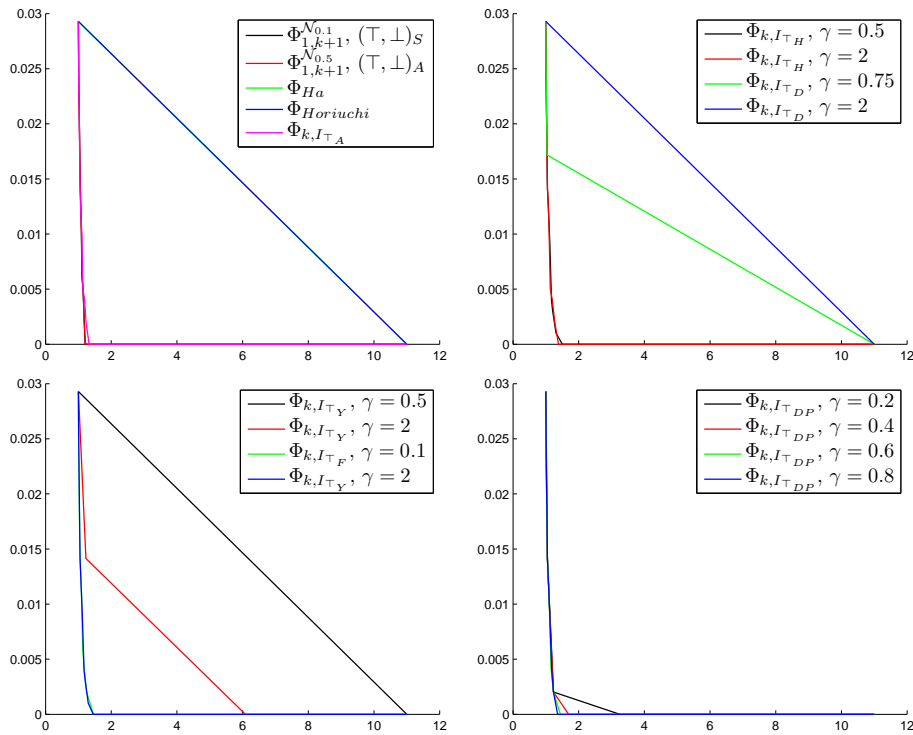 0.03
0.025
0.02
0.015
0.01
0.005
0
0 2 4 6 8 10 12
Φ_{1,k+1}^{𝒩_{0.1}}, (⊤, ⊥)_S
Φ_{1,k+1}^{𝒩_{0.5}}, (⊤, ⊥)_A
Φ_{Ha}
Φ_{Horiuchi}
Φ_{k,I_{⊤_A}}
0.03
0.025
0.02
0.015
0.01
0.005
0
0 2 4 6 8 10 12
Φ_{k,I_{⊤_H}}, γ = 0.5
Φ_{k,I_{⊤_H}}, γ = 2
Φ_{k,I_{⊤_D}}, γ = 0.75
Φ_{k,I_{⊤_D}}, γ = 2
0.03
0.025
0.02
0.015
0.01
0.005
0
0 2 4 6 8 10 12
Φ_{k,I_{⊤_Y}}, γ = 0.5
Φ_{k,I_{⊤_Y}}, γ = 2
Φ_{k,I_{⊤_F}}, γ = 0.1
Φ_{k,I_{⊤_Y}}, γ = 2
0.03
0.025
0.02
0.015
0.01
0.005
0
0 2 4 6 8 10 12
Φ_{k,I_{⊤_{DP}}}, γ = 0.2
Φ_{k,I_{⊤_{DP}}}, γ = 0.4
Φ_{k,I_{⊤_{DP}}}, γ = 0.6
Φ_{k,I_{⊤_{DP}}}, γ = 0.8